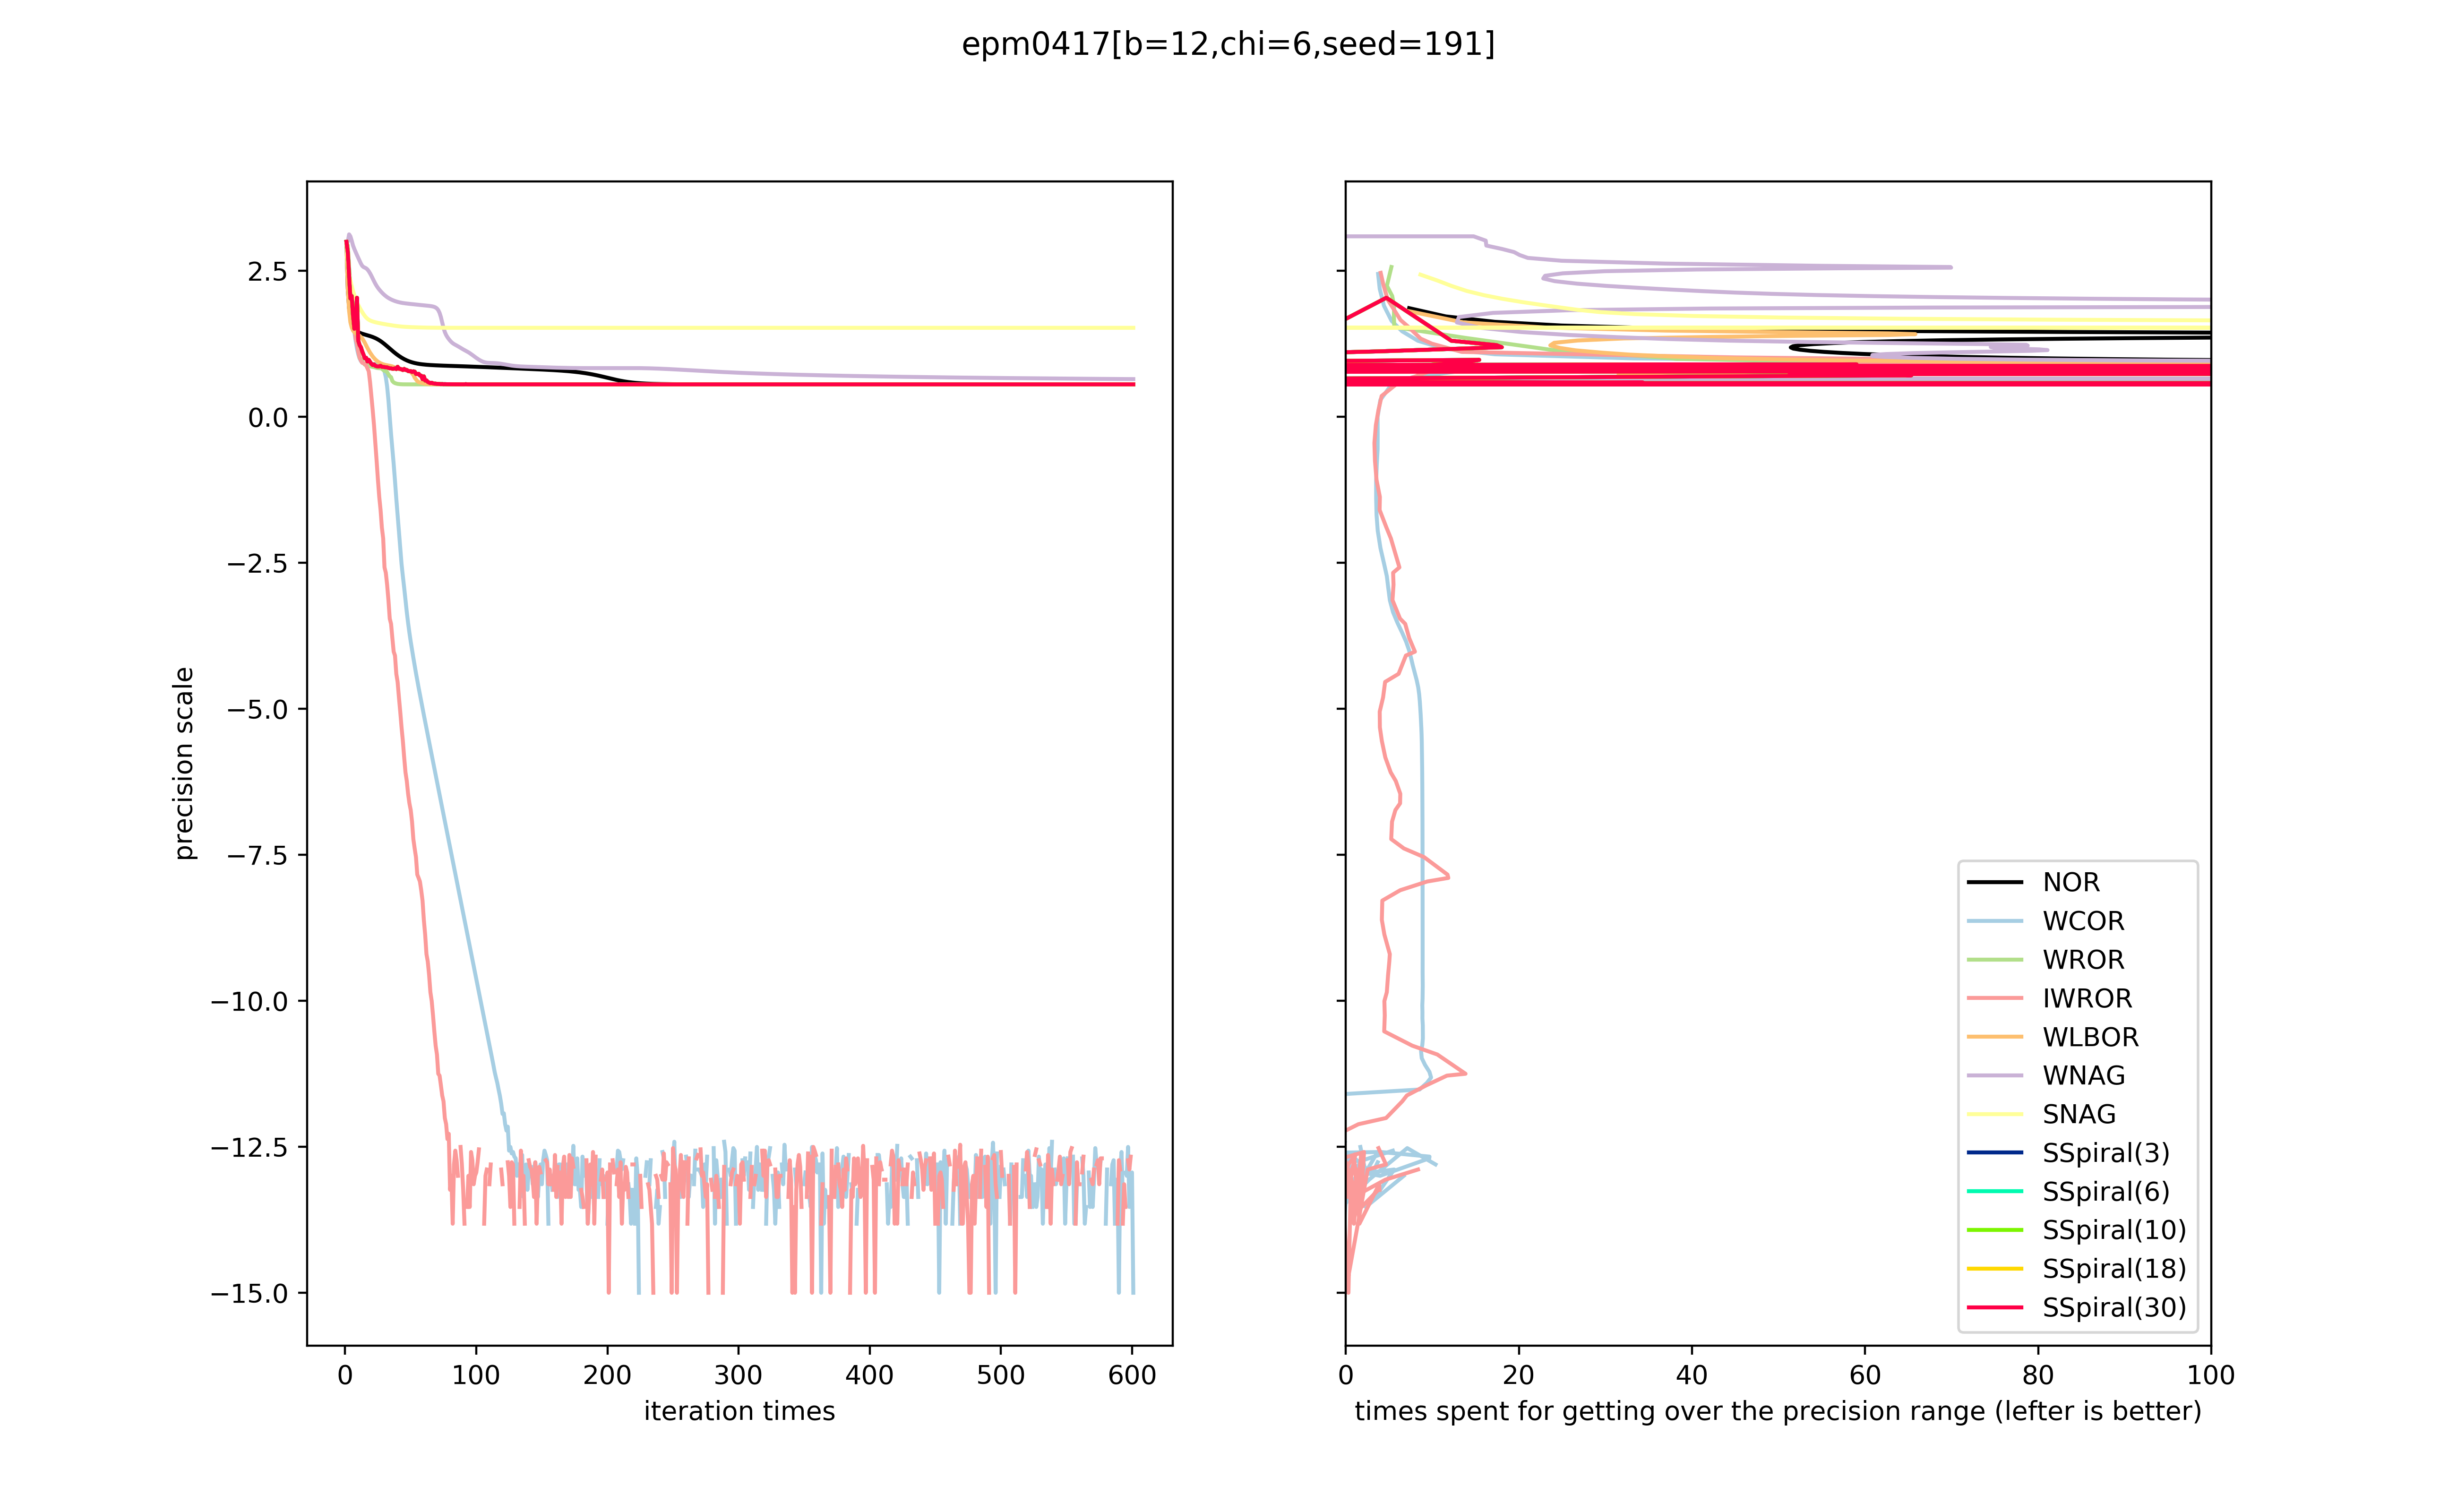 epm0417[b=12,chi=6,seed=191]
precision scale
2.5
0.0
−2.5
−5.0
−7.5
−10.0
−12.5
−15.0
0 100 200 300 400 500 600
iteration times
0 20 40 60 80 100
times spent for getting over the precision range (lefter is better)
NOR
WCOR
WROR
IWROR
WLBOR
WNAG
SNAG
SSpiral(3)
SSpiral(6)
SSpiral(10)
SSpiral(18)
SSpiral(30)